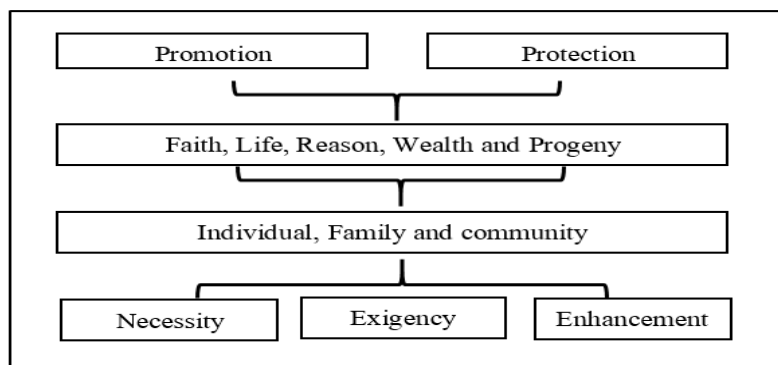 Promotion
Protection
Faith, Life, Reason, Wealth and Progeny
Individual, Family and community
Necessity
Exigency
Enhancement